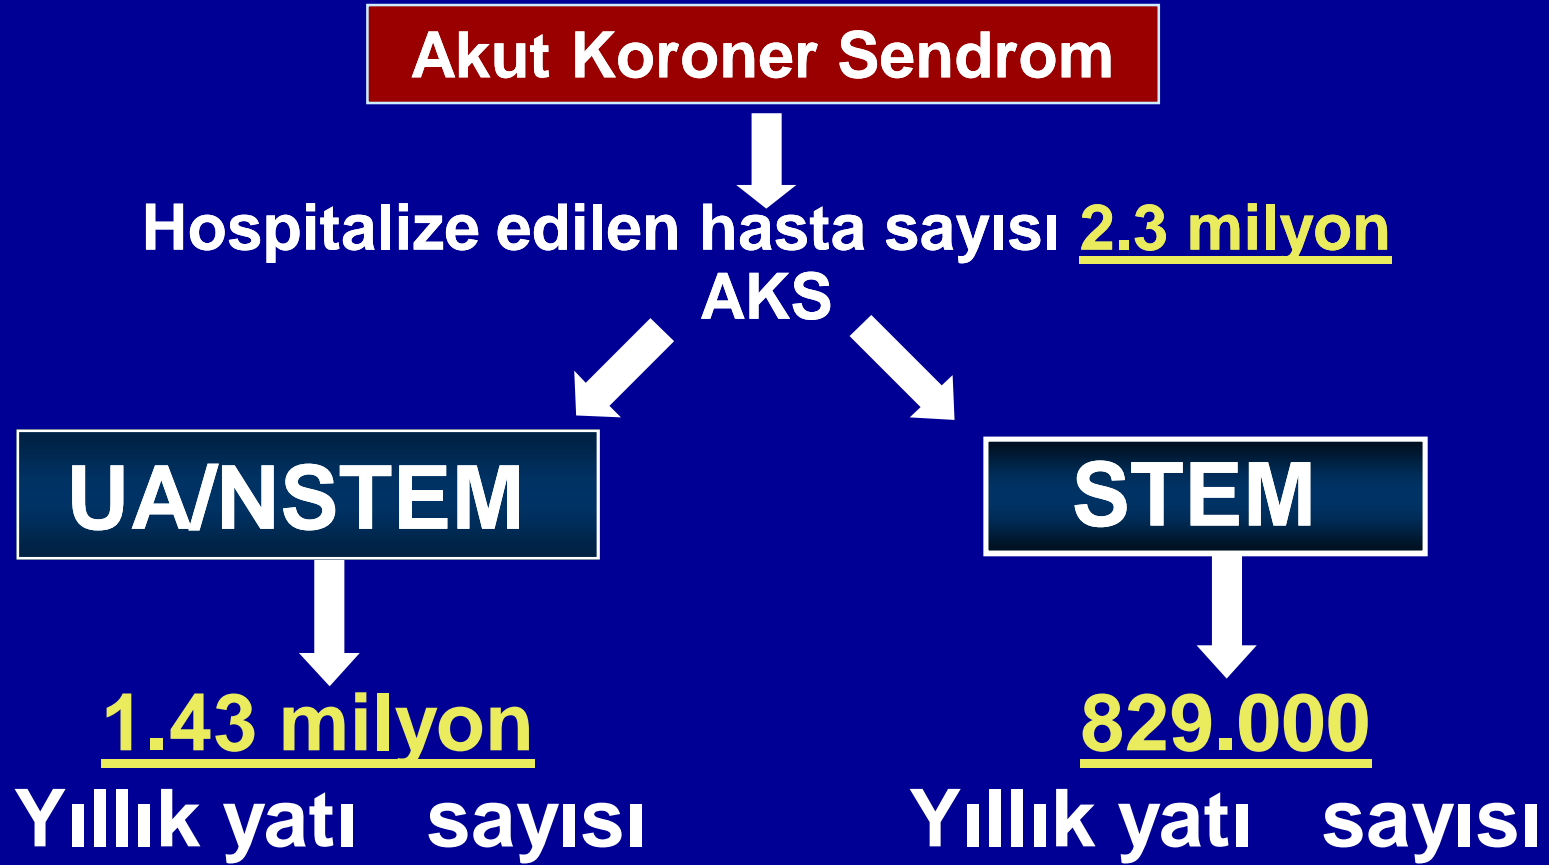 Akut Koroner Sendrom
Hospitalize edilen hasta sayısı 2.3 milyon
AKS
UA/NSTEM
STEM
1.43 milyon
Yıllık yatı sayısı
829.000
Yıllık yatı sayısı